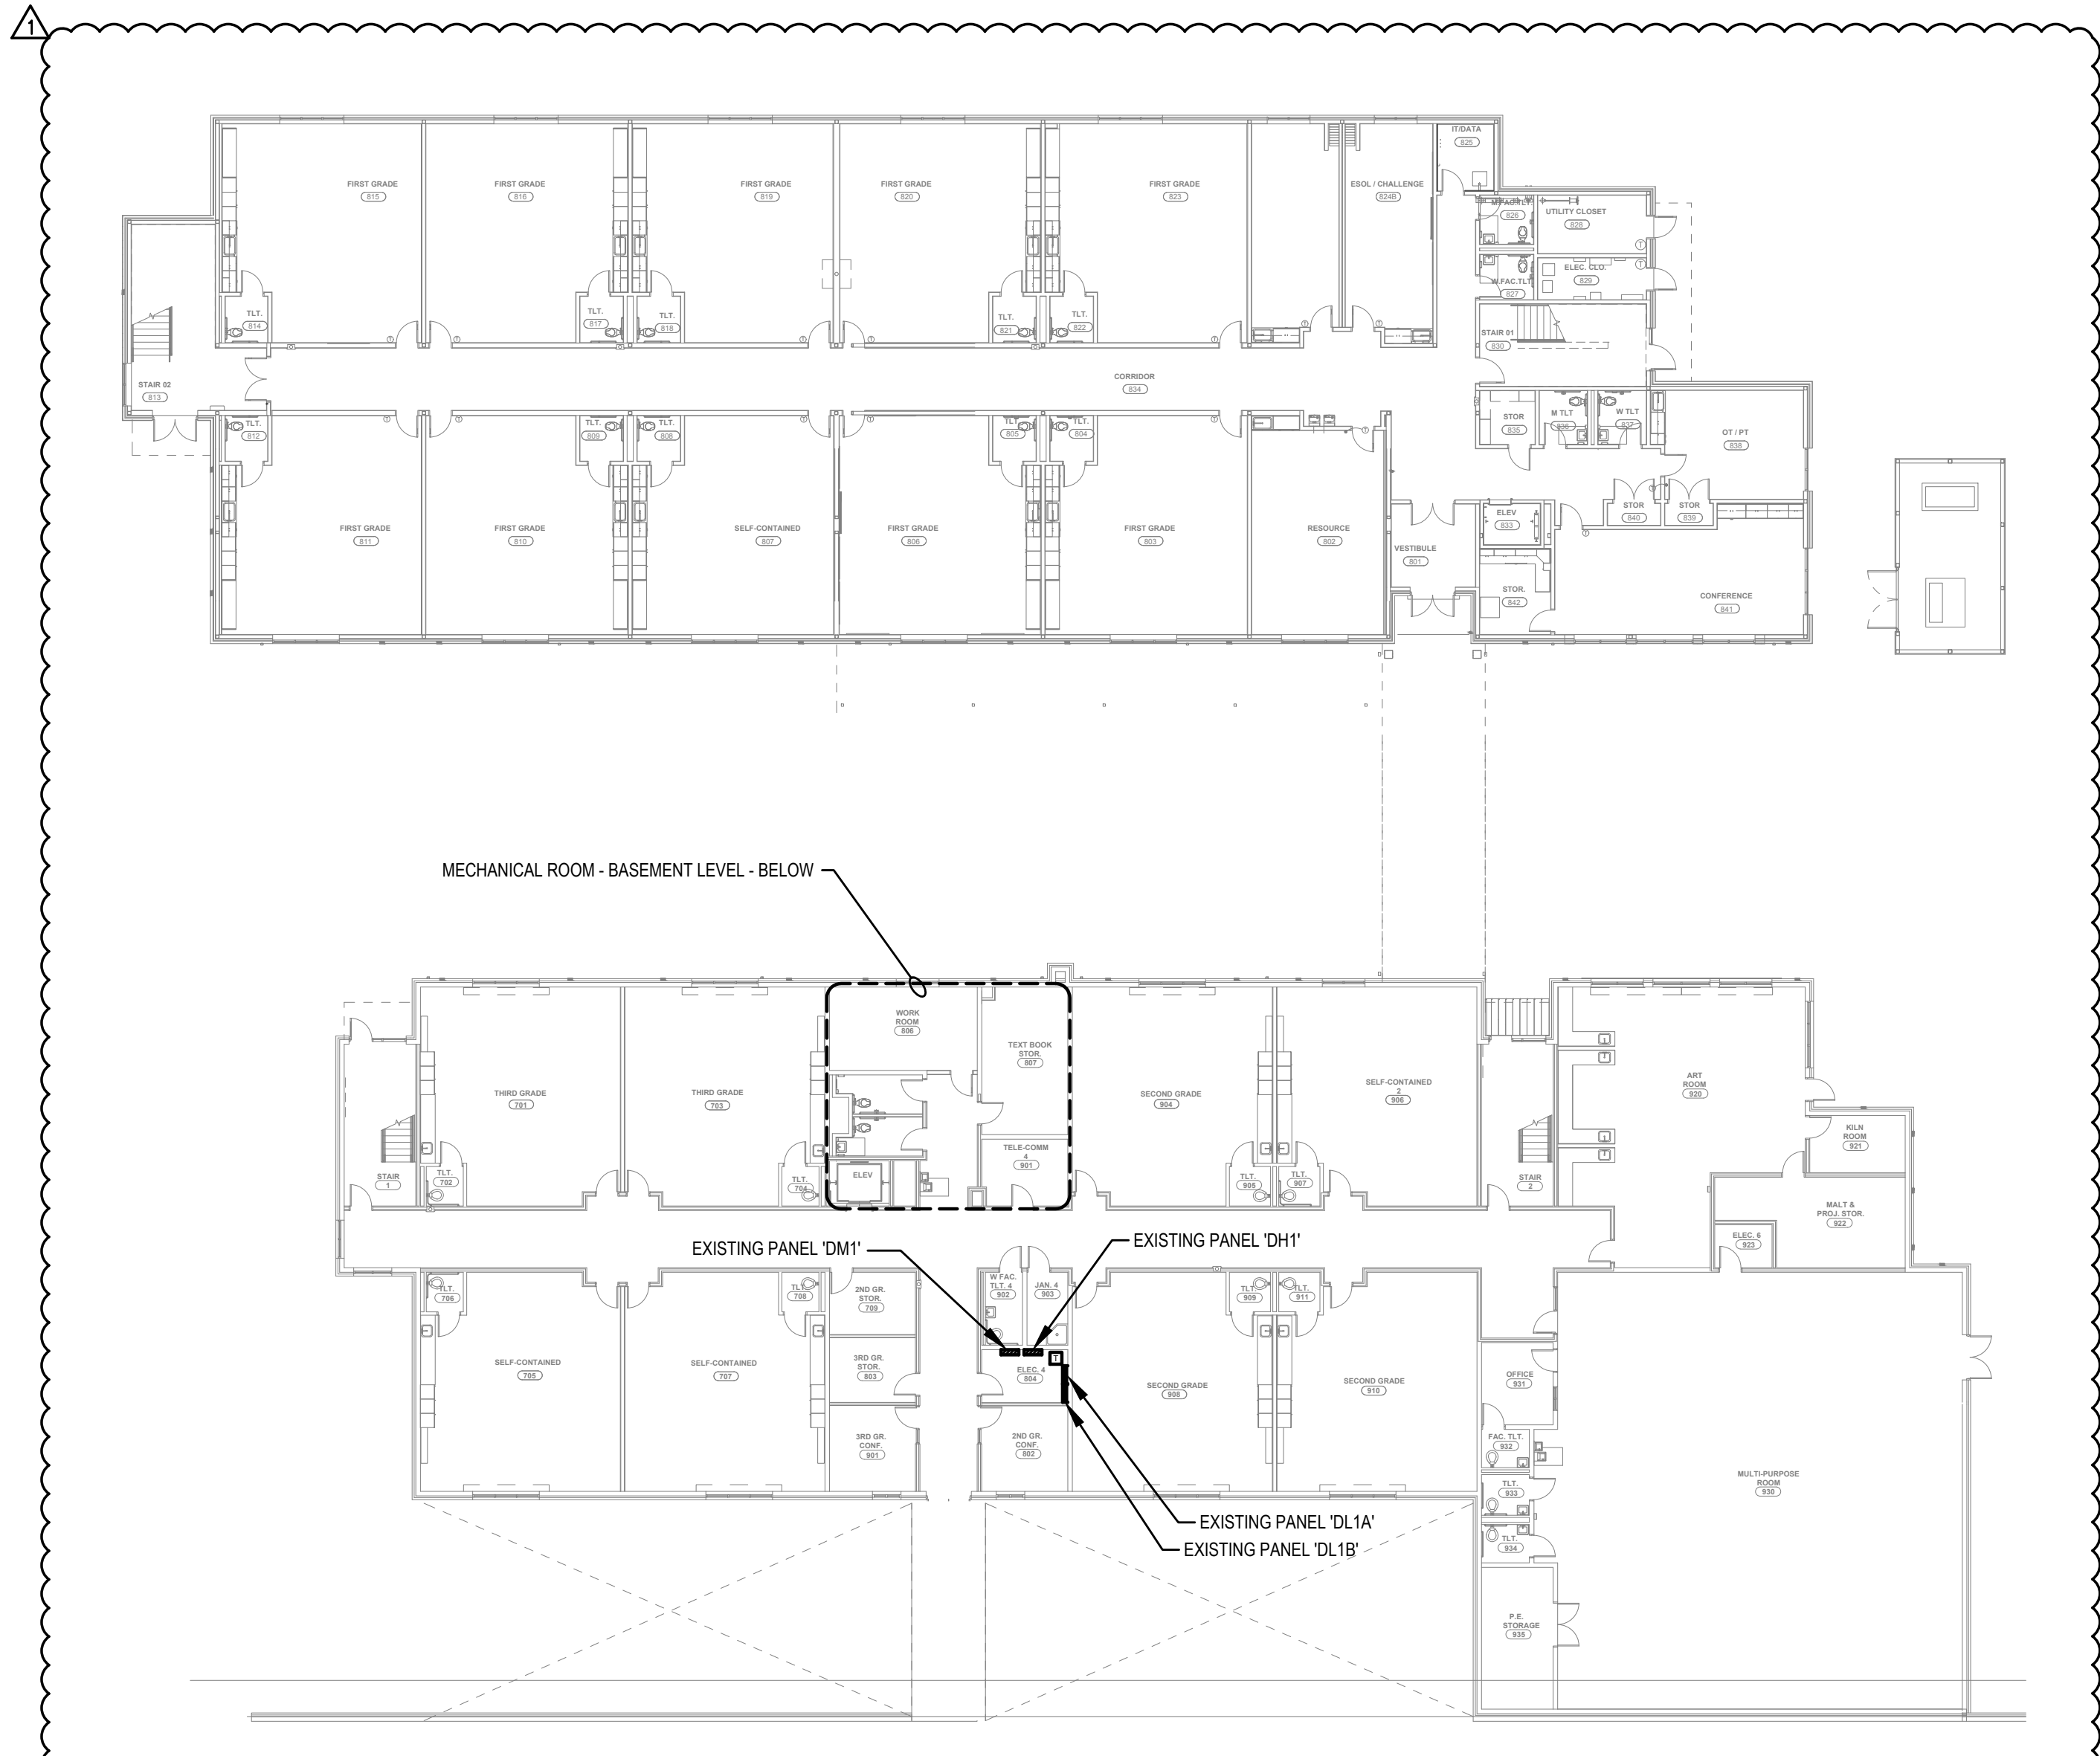 1
IT/DATA
825
FIRST GRADE
815
FIRST GRADE
816
FIRST GRADE
819
FIRST GRADE
820
FIRST GRADE
823
ESOL / CHALLENGE
824B
M.FAC.TLT.
826
UTILITY CLOSET
828
W.FAC.TLT.
827
ELEC. CLO.
829
TLT.
814
TLT.
817
TLT.
818
TLT.
821
TLT.
822
STAIR 01
830
STAIR 02
813
CORRIDOR
834
TLT.
812
TLT.
809
TLT.
808
TLT.
805
TLT.
804
STOR
835
M TLT
836
W TLT
837
OT / PT
838
FIRST GRADE
811
FIRST GRADE
810
SELF-CONTAINED
807
FIRST GRADE
806
FIRST GRADE
803
RESOURCE
802
VESTIBULE
801
ELEV
833
STOR
840
STOR
839
STOR.
842
CONFERENCE
841
MECHANICAL ROOM - BASEMENT LEVEL - BELOW
WORK
ROOM
806
TEXT BOOK
STOR.
807
THIRD GRADE
701
THIRD GRADE
703
SECOND GRADE
904
SELF-CONTAINED
2
906
ART
ROOM
920
KILN
ROOM
921
TELE-COMM
4
901
ELEV
STAIR
1
TLT.
702
TLT.
704
TLT.
905
TLT.
907
STAIR
2
MALT &
PROJ. STOR.
922
ELEC. 6
923
EXISTING PANEL 'DM1'
EXISTING PANEL 'DH1'
TLT.
706
TLT.
708
2ND GR.
STOR.
709
W FAC.
TLT. 4
902
JAN. 4
903
TLT.
909
TLT.
911
SELF-CONTAINED
705
SELF-CONTAINED
707
3RD GR.
STOR.
803
T
ELEC. 4
804
SECOND GRADE
908
SECOND GRADE
910
OFFICE
931
3RD GR.
CONF.
901
2ND GR.
CONF.
802
FAC. TLT.
932
MULTI-PURPOSE
ROOM
930
TLT.
933
EXISTING PANEL 'DL1A'
EXISTING PANEL 'DL1B'
TLT.
934
P.E.
STORAGE
935